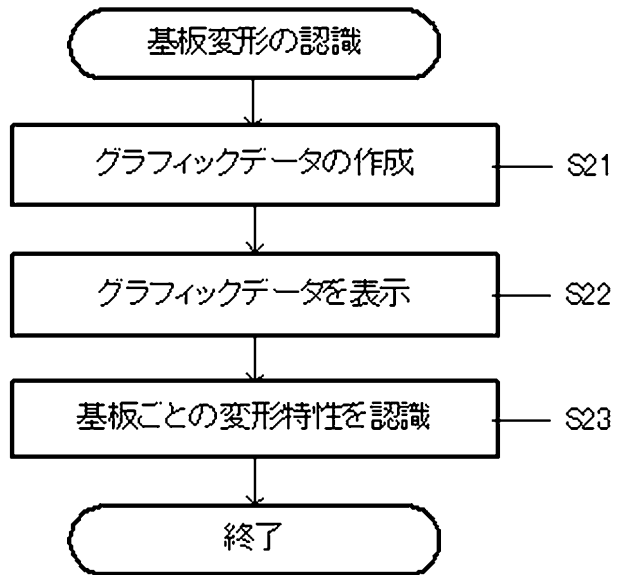 基板変形の認識
グラフィックデータの作成
S21
グラフィックデータを表示
S22
基板ごとの変形特性を認識
S23
終了